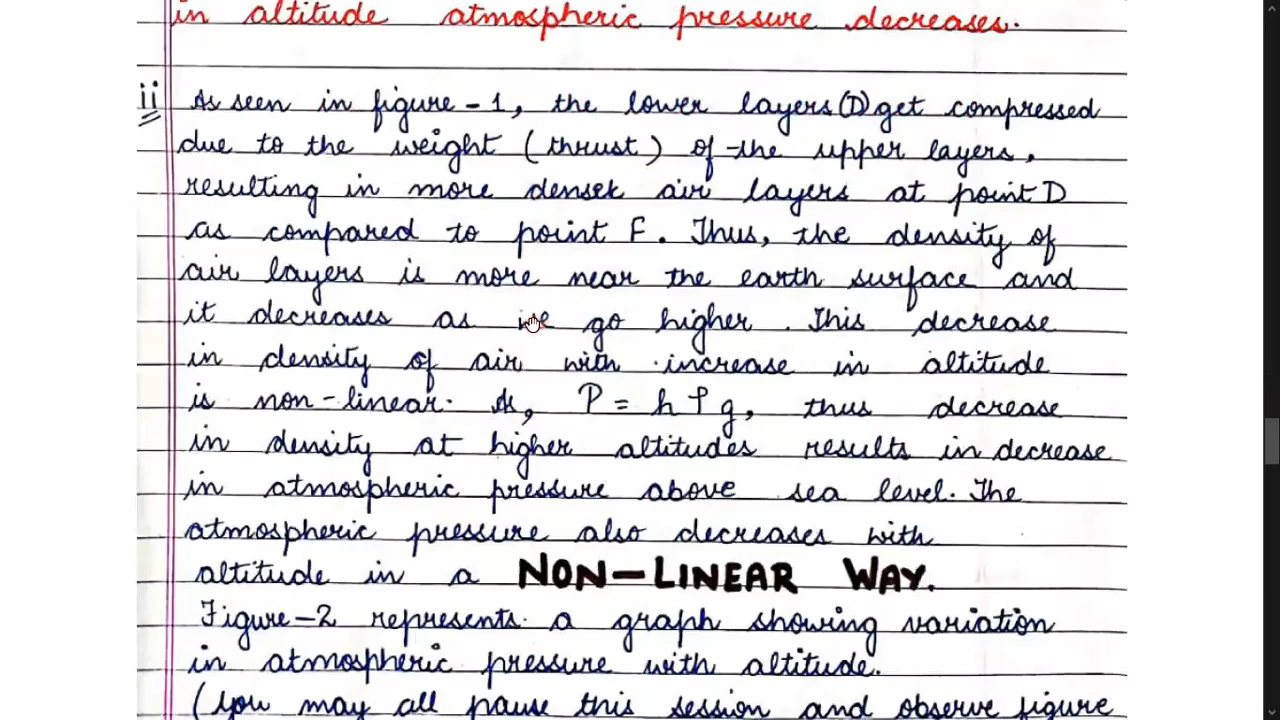 in altitude atmospheric pressure decreases.
ii As seen in figure-1, the lower layers(D) get compressed
due to the weight (thrust) of the upper layers,
resulting in more denser air layers at point D
as compared to point F. Thus, the density of
air layers is more near the earth surface and
it decreases as we go higher. This decrease
in density of air with increase in altitude
is non-linear. As, P = hρg, thus decrease
in density at higher altitudes results in decrease
in atmospheric pressure above sea level. The
atmospheric pressure also decreases with
altitude in a NON-LINEAR WAY.
Figure-2 represents a graph showing variation
in atmospheric pressure with altitude.
(You may all pause this session and observe figure